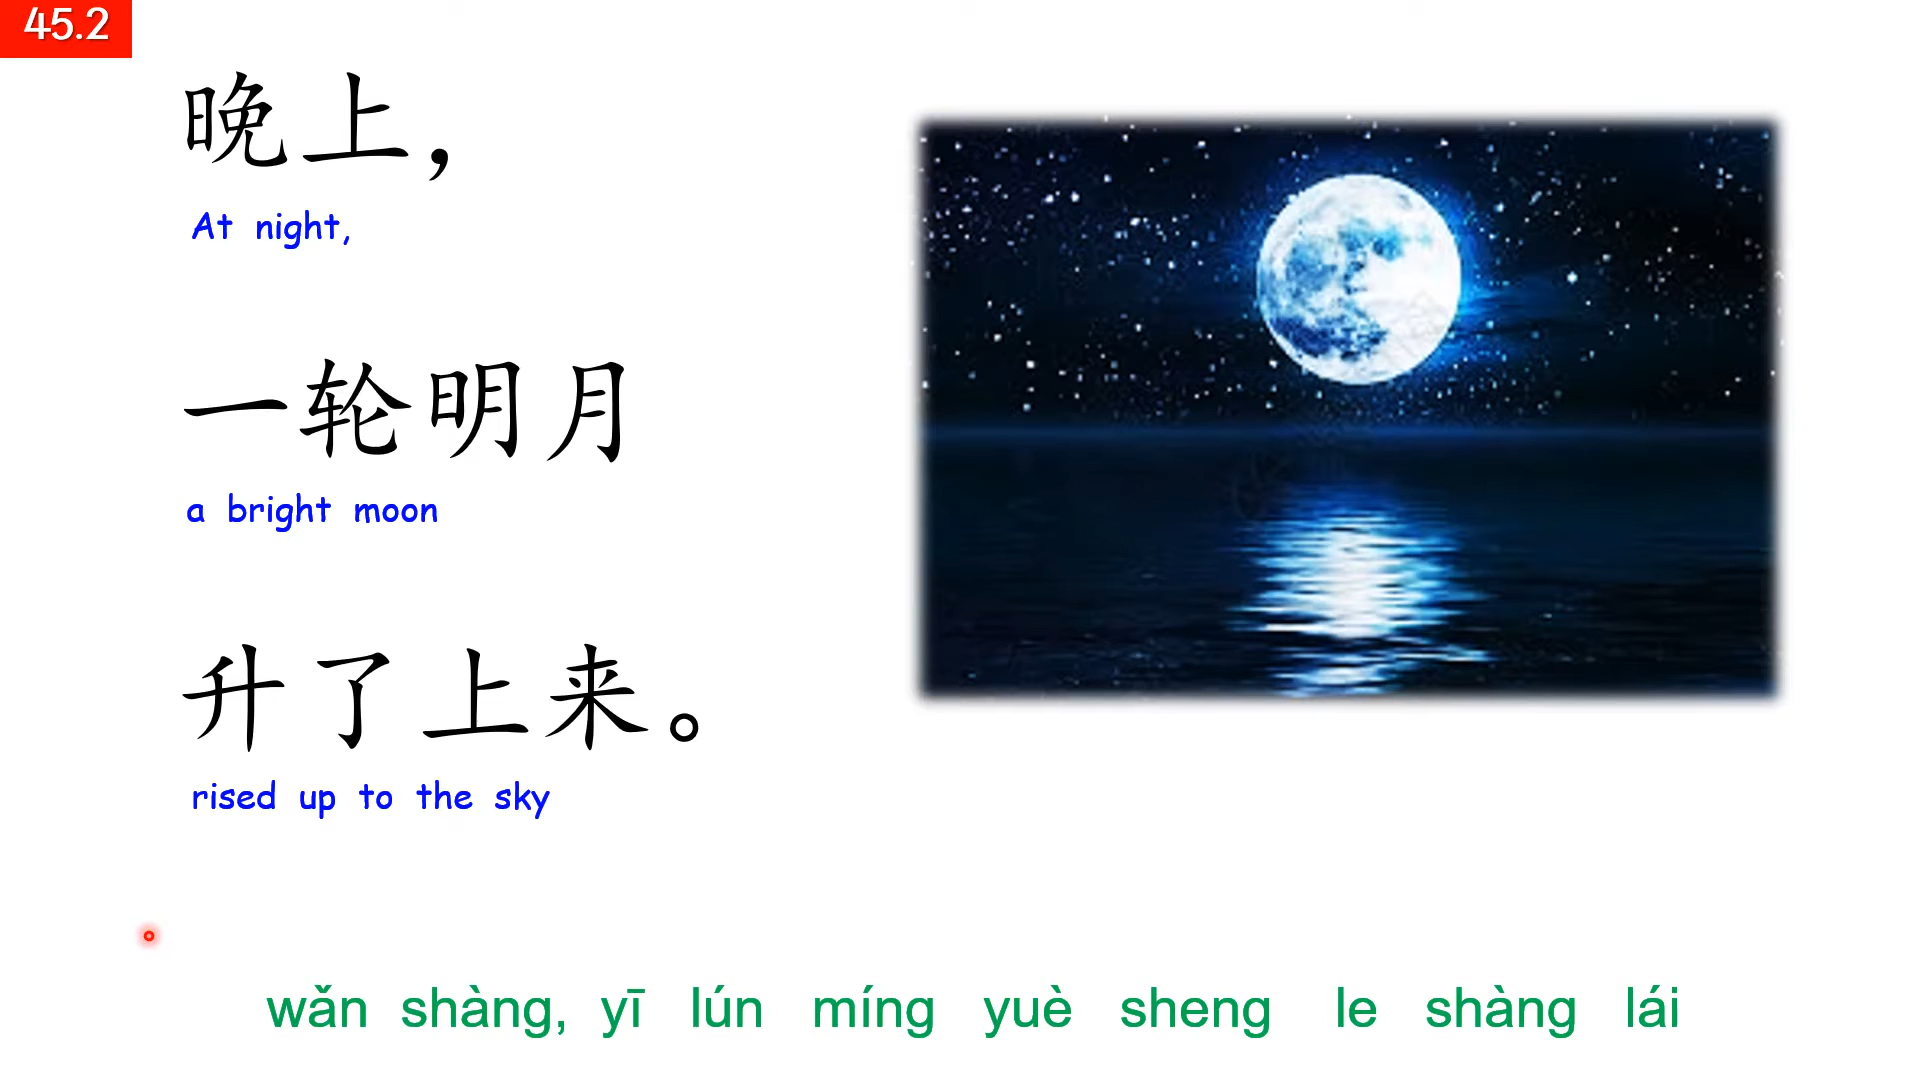 45.2
晚上，
At night,
一轮明月
a bright moon
升了上来。
rised up to the sky
wǎn shàng, yī lún míng yuè sheng le shàng lái